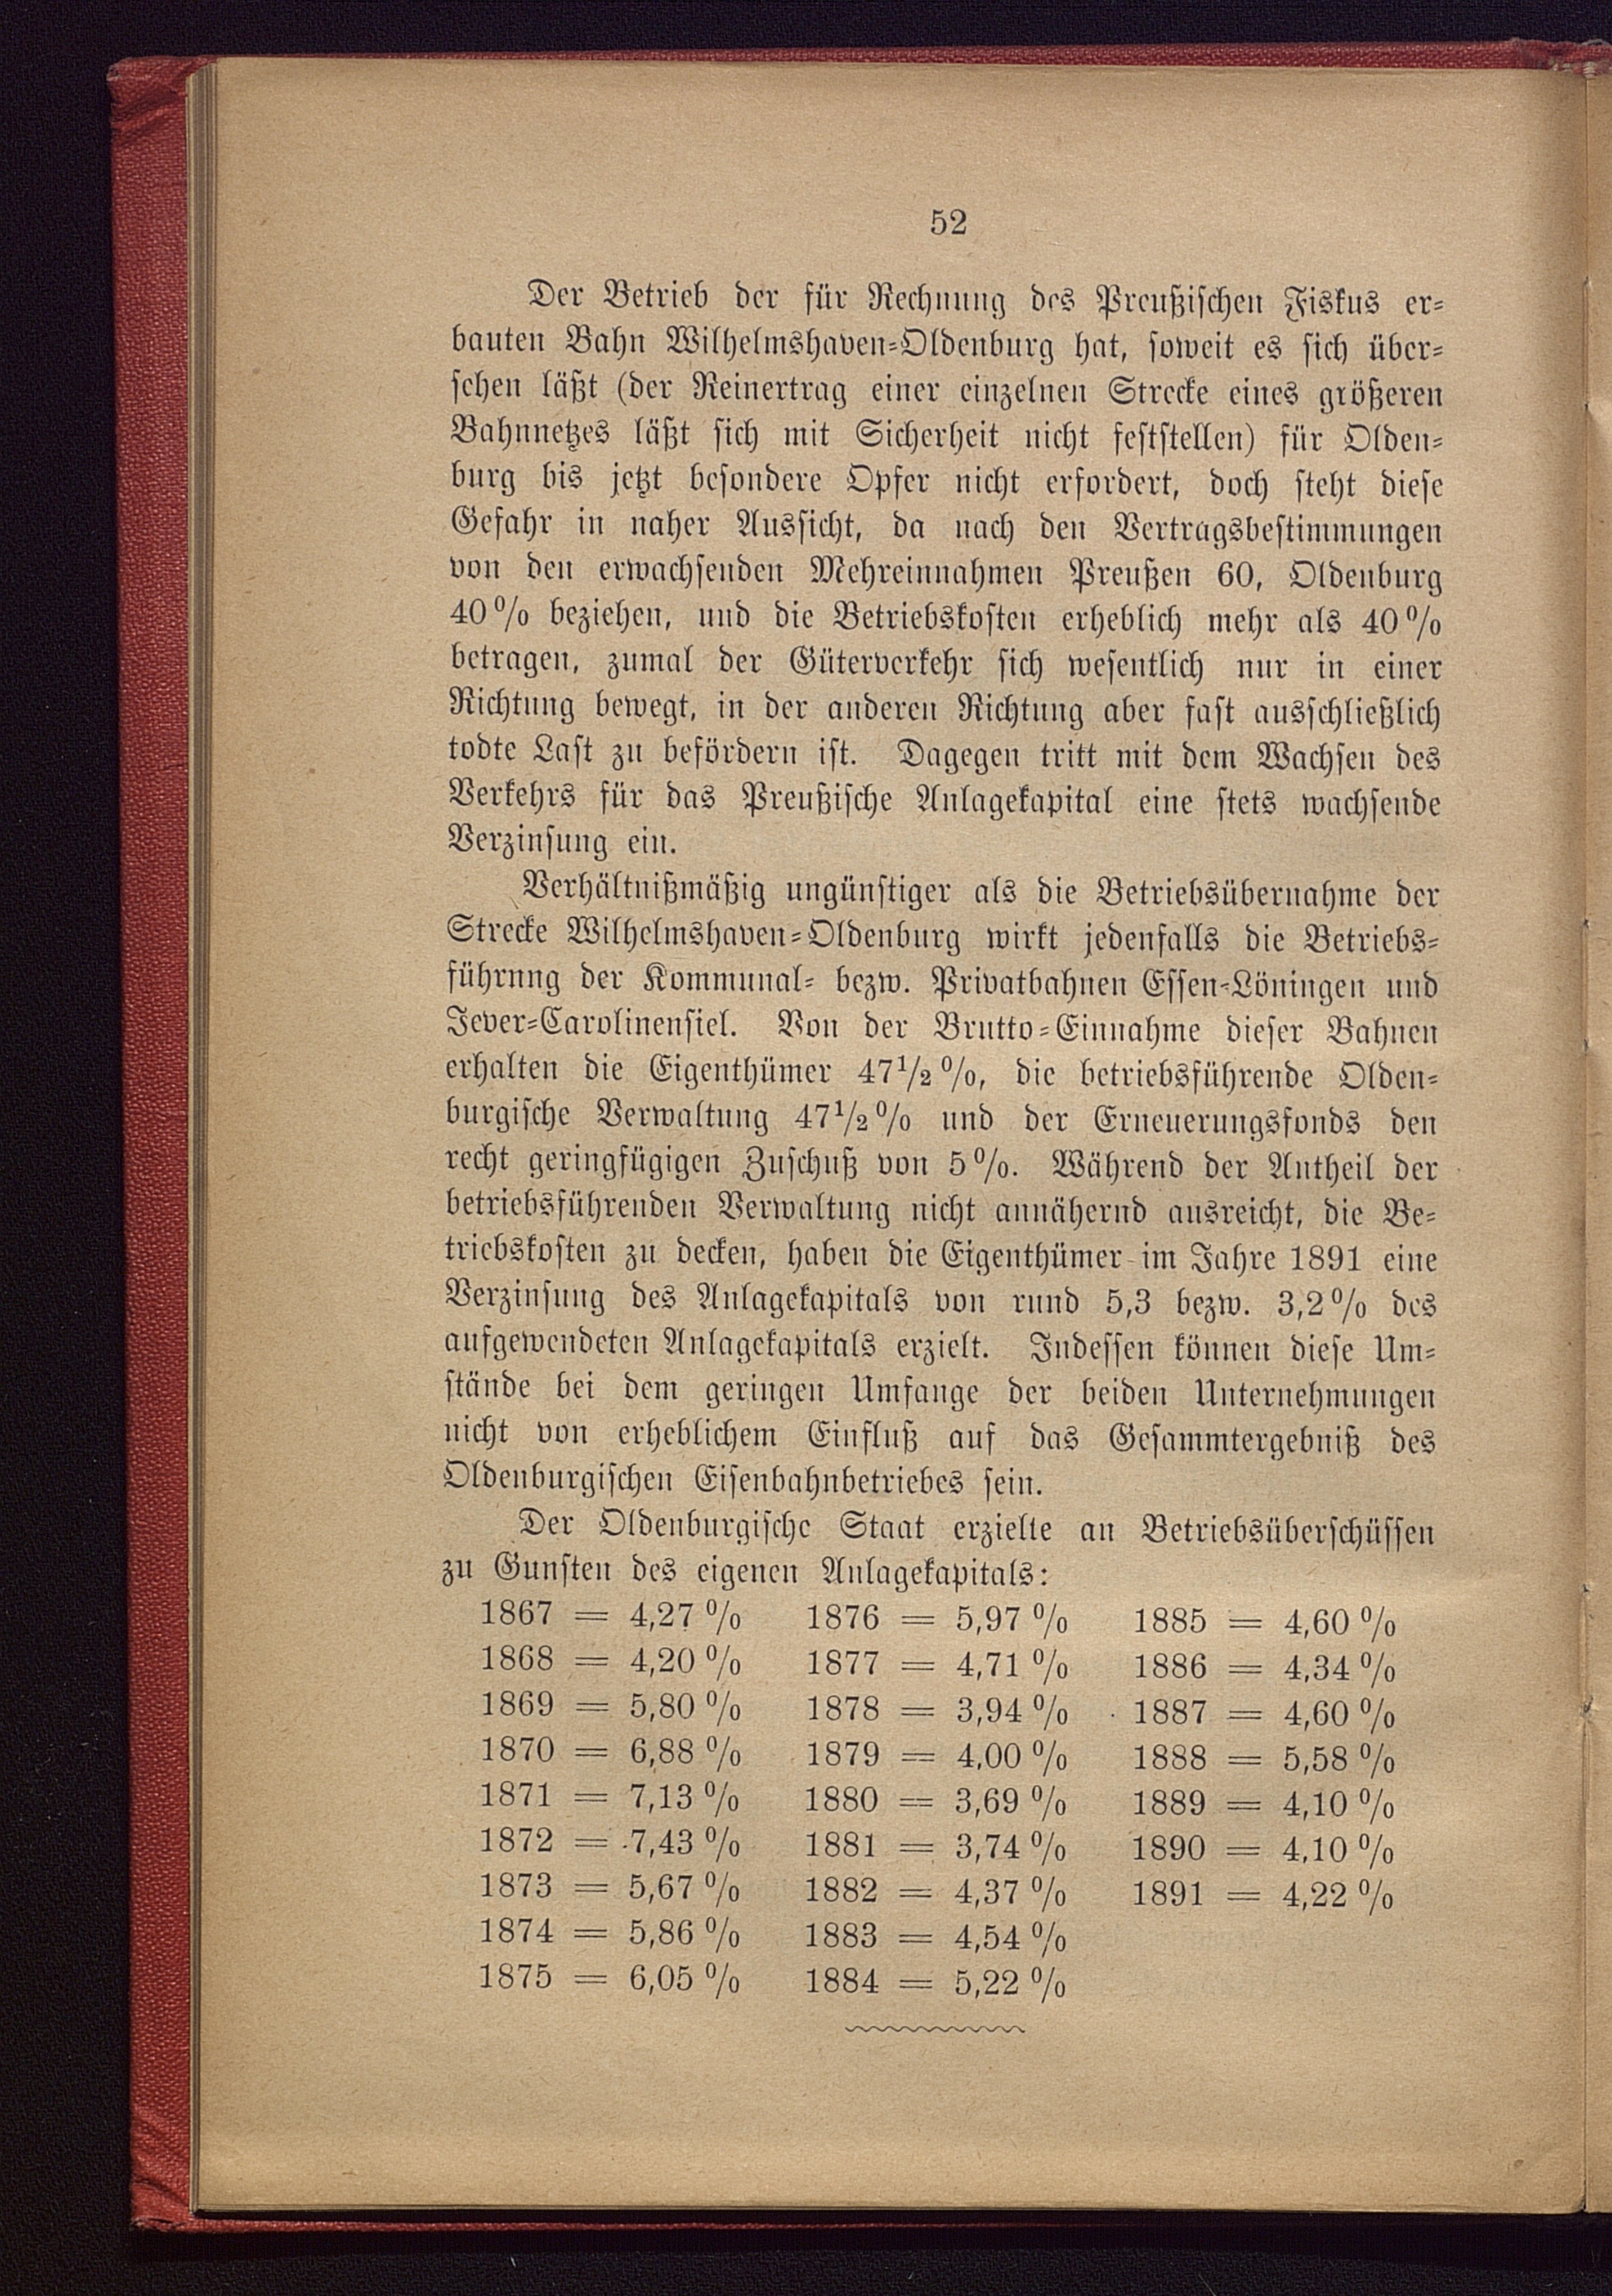 52
Der Betrieb der für Rechnung des Preußischen Fiskus er-
bauten Bahn Wilhelmshaven-Oldenburg hat, soweit es sich über-
sehen läßt (der Reinertrag einer einzelnen Strecke eines größeren
Bahnnetzes läßt sich mit Sicherheit nicht feststellen) für Olden-
burg bis jetzt besondere Opfer nicht erfordert, doch steht diese
Gefahr in naher Aussicht, da nach den Vertragsbestimmungen
von den erwachsenden Mehreinnahmen Preußen 60, Oldenburg
40 % beziehen, und die Betriebskosten erheblich mehr als 40 %
betragen, zumal der Güterverkehr sich wesentlich nur in einer
Richtung bewegt, in der anderen Richtung aber fast ausschließlich
todte Last zu befördern ist. Dagegen tritt mit dem Wachsen des
Verkehrs für das Preußische Anlagekapital eine stets wachsende
Verzinsung ein.
Verhältnißmäßig ungünstiger als die Betriebsübernahme der
Strecke Wilhelmshaven-Oldenburg wirkt jedenfalls die Betriebs-
führung der Kommunal- bezw. Privatbahnen Essen-Löningen und
Jever-Carolinensiel. Von der Brutto-Einnahme dieser Bahnen
erhalten die Eigenthümer 47 1/2 %, die betriebsführende Olden-
burgische Verwaltung 47 1/2 % und der Erneuerungsfonds den
recht geringfügigen Zuschuß von 5 %. Während der Antheil der
betriebsführenden Verwaltung nicht annähernd ausreicht, die Be-
triebskosten zu decken, haben die Eigenthümer im Jahre 1891 eine
Verzinsung des Anlagekapitals von rund 5,3 bezw. 3,2 % des
aufgewendeten Anlagekapitals erzielt. Indessen können diese Um-
stände bei dem geringen Umfange der beiden Unternehmungen
nicht von erheblichem Einfluß auf das Gesammtergebniß des
Oldenburgischen Eisenbahnbetriebes sein.
Der Oldenburgische Staat erzielte an Betriebsüberschüssen
zu Gunsten des eigenen Anlagekapitals:
1867 = 4,27 % 1876 = 5,97 % 1885 = 4,60 %
1868 = 4,20 % 1877 = 4,71 % 1886 = 4,34 %
1869 = 5,80 % 1878 = 3,94 % 1887 = 4,60 %
1870 = 6,88 % 1879 = 4,00 % 1888 = 5,58 %
1871 = 7,13 % 1880 = 3,69 % 1889 = 4,10 %
1872 = 7,43 % 1881 = 3,74 % 1890 = 4,10 %
1873 = 5,67 % 1882 = 4,37 % 1891 = 4,22 %
1874 = 5,86 % 1883 = 4,54 %
1875 = 6,05 % 1884 = 5,22 %